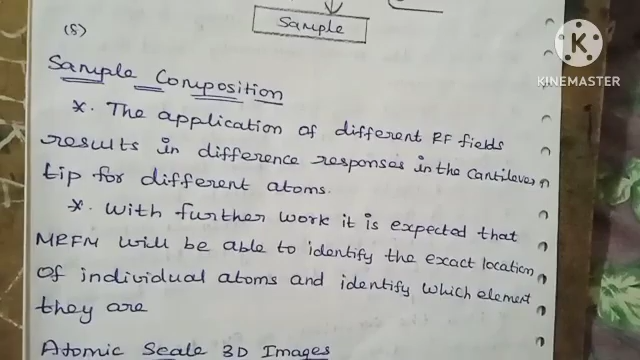 Sample
(8)
Sample Composition
*. The application of different RF fields
results in difference responses in the cantilever
tip for different atoms.
*. With further work it is expected that
MRFM will be able to identify the exact location
of individual atoms and identify which element
they are
Atomic Scale 3D Images
K
KINEMASTER